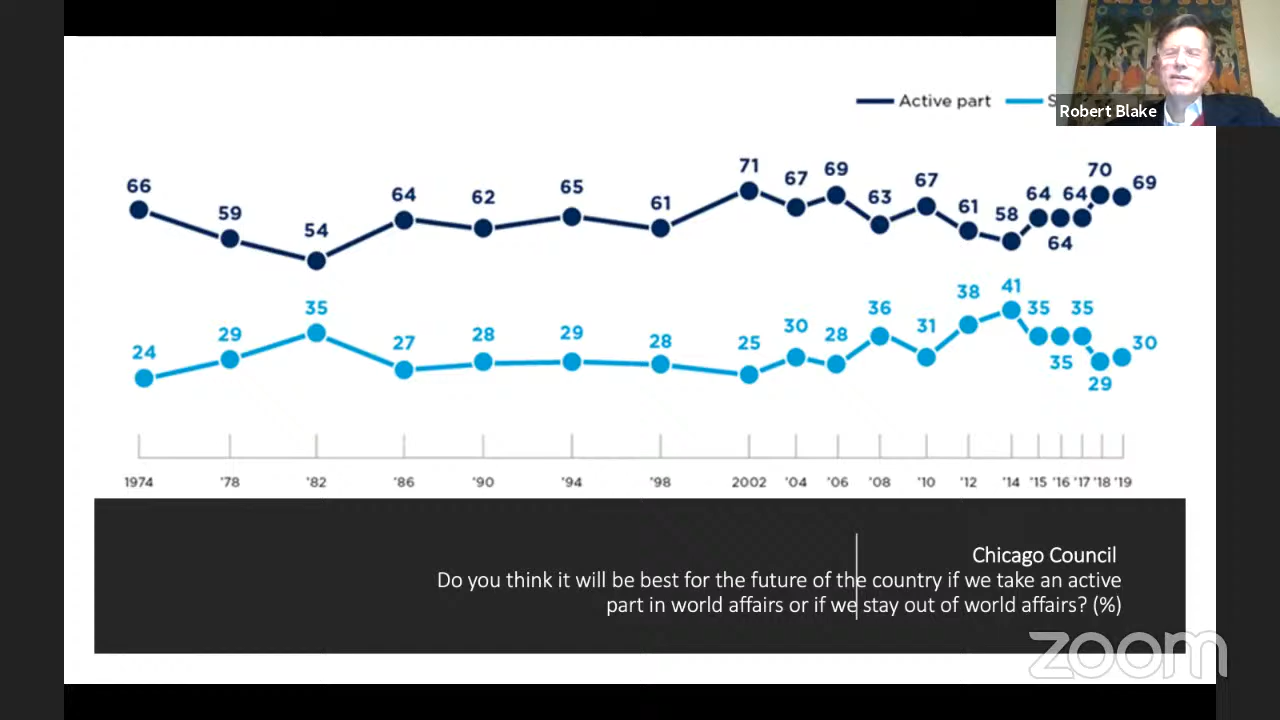 Robert Blake
Active part
71 69 70
66 64 62 65 61 67 63 67 61 58 64 64 69
59 54 64
41
35 36 38 35 35
24 29 27 28 29 28 25 30 28 31 35 29 30
1974 '78 '82 '86 '90 '94 '98 2002 '04 '06 '08 '10 '12 '14 '15 '16 '17 '18 '19
Chicago Council
Do you think it will be best for the future of the country if we take an active
part in world affairs or if we stay out of world affairs? (%)
zoom